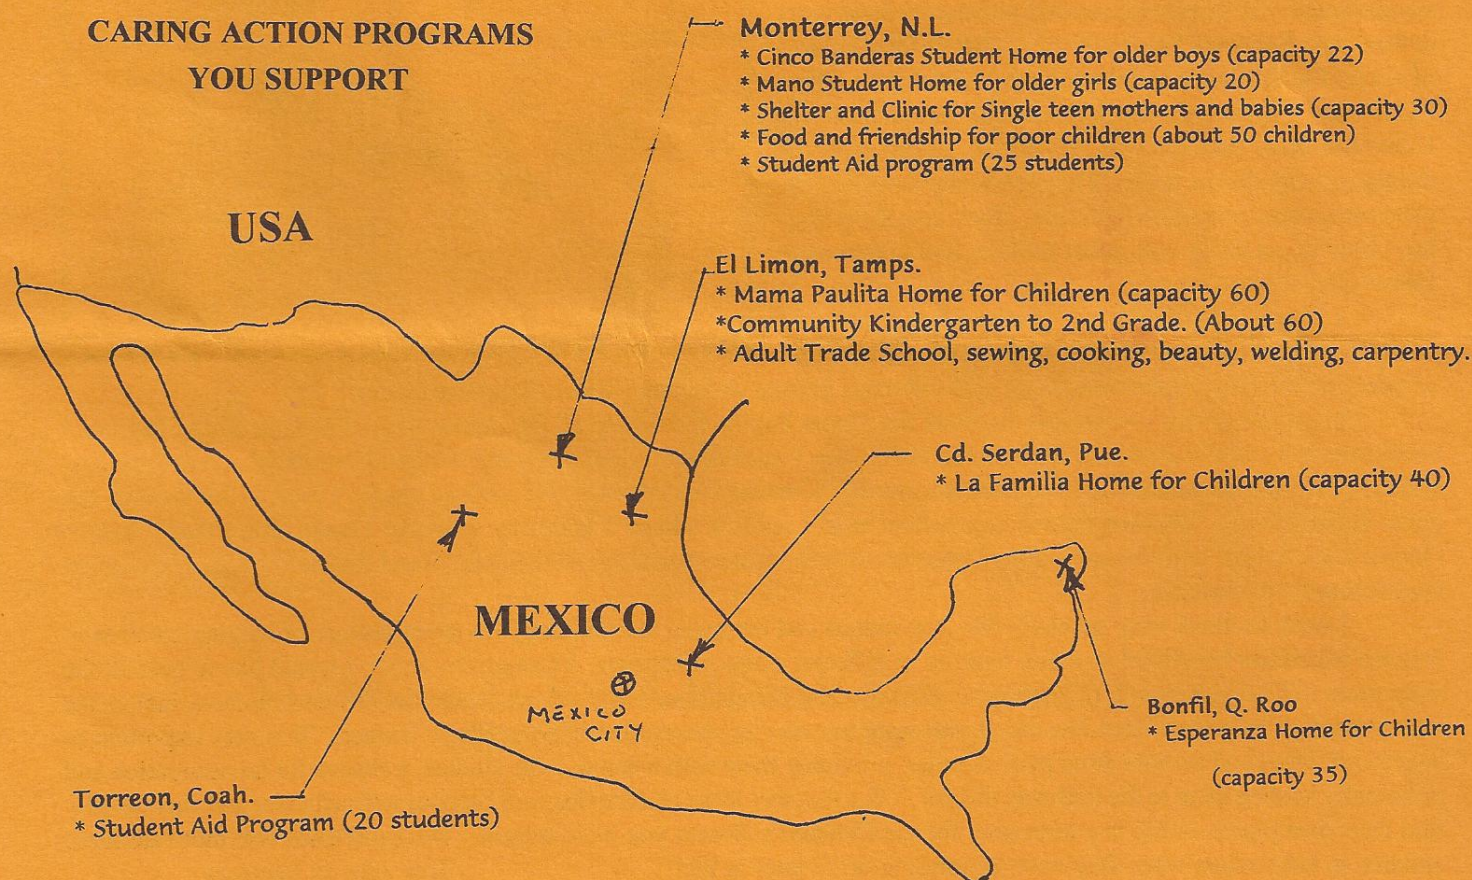 CARING ACTION PROGRAMS
YOU SUPPORT
Monterrey, N.L.
* Cinco Banderas Student Home for older boys (capacity 22)
* Mano Student Home for older girls (capacity 20)
* Shelter and Clinic for Single teen mothers and babies (capacity 30)
* Food and friendship for poor children (about 50 children)
* Student Aid program (25 students)
USA
El Limon, Tamps.
* Mama Paulita Home for Children (capacity 60)
*Community Kindergarten to 2nd Grade. (About 60)
* Adult Trade School, sewing, cooking, beauty, welding, carpentry.
Cd. Serdan, Pue.
* La Familia Home for Children (capacity 40)
MEXICO
MEXICO
CITY
Bonfil, Q. Roo
* Esperanza Home for Children
(capacity 35)
Torreon, Coah.
* Student Aid Program (20 students)